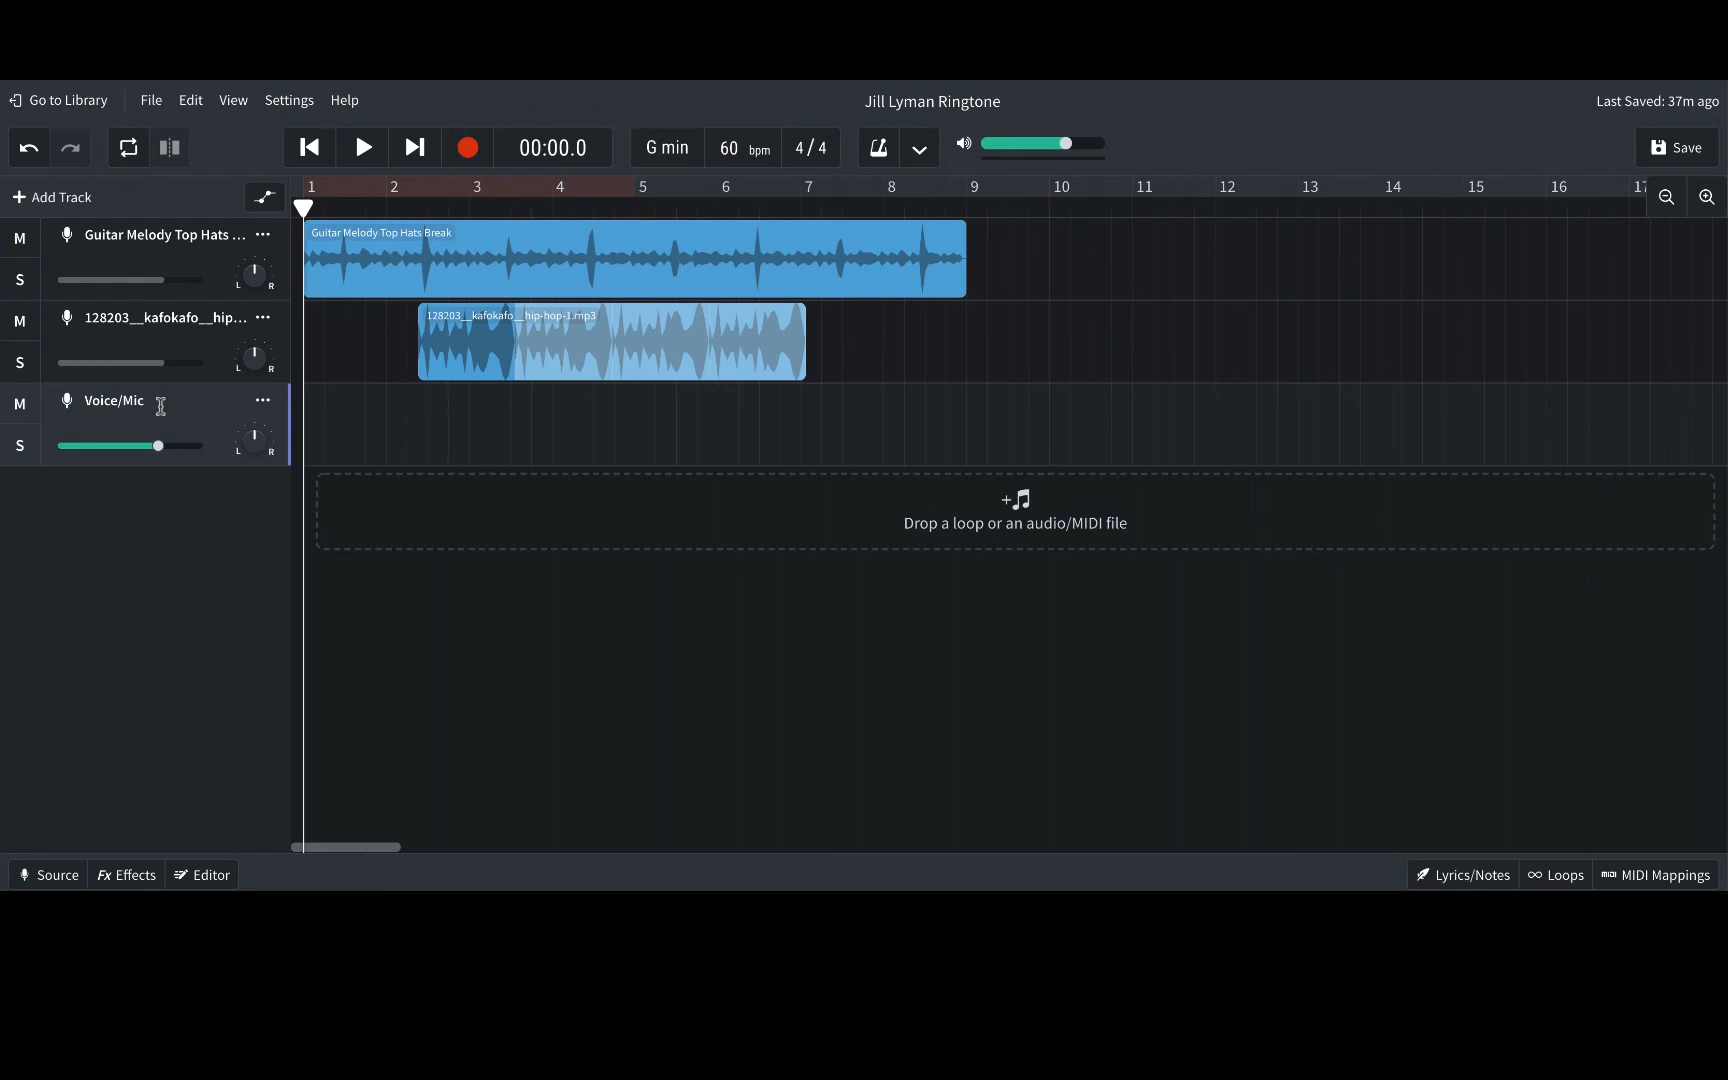 Go to Library File Edit View Settings Help Jill Lyman Ringtone Last Saved: 37m ago
00:00.0 G min 60 bpm 4 / 4 Save
+ Add Track 1 2 3 4 5 6 7 8 9 10 11 12 13 14 15 16 17
M Guitar Melody Top Hats ... Guitar Melody Top Hats Break
S L R
M 128203__kafokafo__hip... 128203__kafokafo__hip-hop-1.mp3
S L R
M Voice/Mic
S L R
Drop a loop or an audio/MIDI file
Source Fx Effects Editor Lyrics/Notes Loops MIDI MIDI Mappings